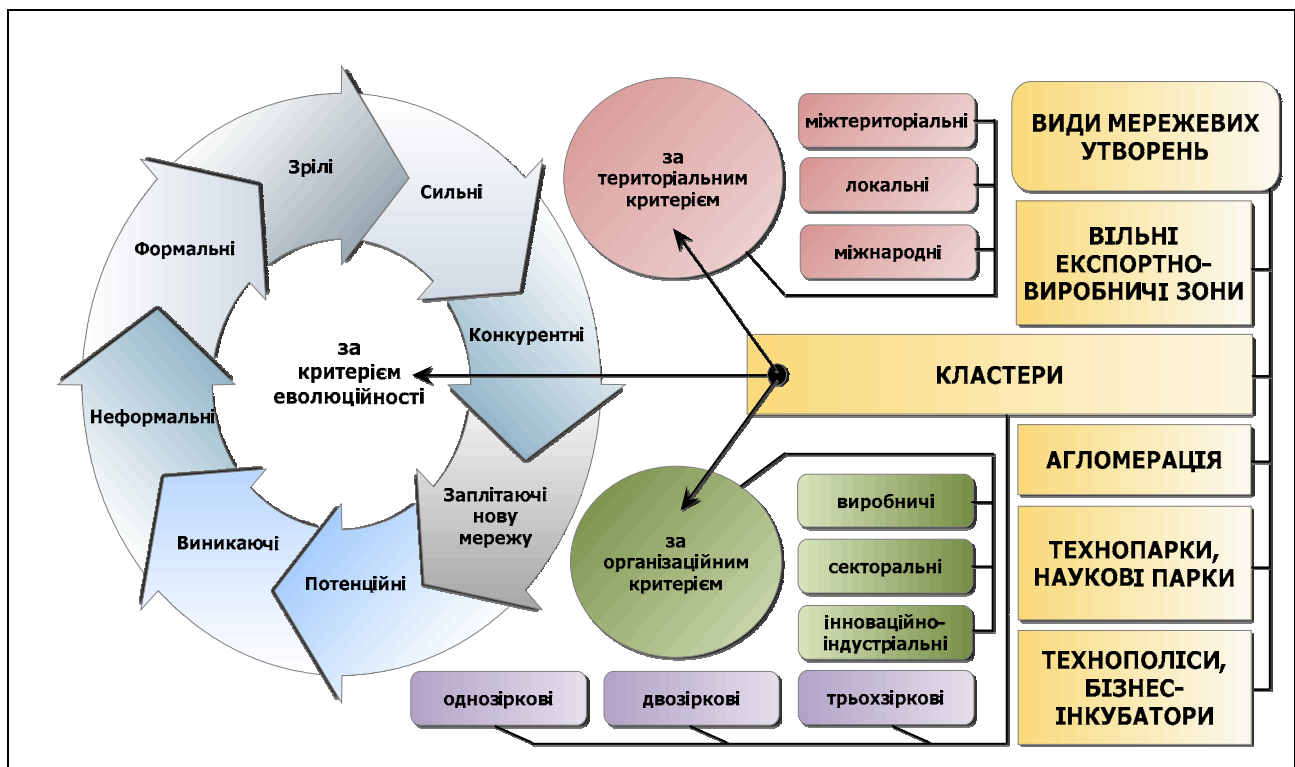 Зрілі
Сильні
Конкурентні
Заплітаючі
нову
мережу
Потенційні
Виникаючі
Неформальні
Формальні
за
критерієм
еволюційності
за
територіальним
критерієм
міжтериторіальні
локальні
міжнародні
за
організаційним
критерієм
виробничі
секторальні
інноваційно-
індустріальні
однозіркові
двозіркові
трьохзіркові
ВИДИ МЕРЕЖЕВИХ
УТВОРЕНЬ
ВІЛЬНІ
ЕКСПОРТНО-
ВИРОБНИЧІ ЗОНИ
КЛАСТЕРИ
АГЛОМЕРАЦІЯ
ТЕХНОПАРКИ,
НАУКОВІ ПАРКИ
ТЕХНОПОЛІСИ,
БІЗНЕС-
ІНКУБАТОРИ